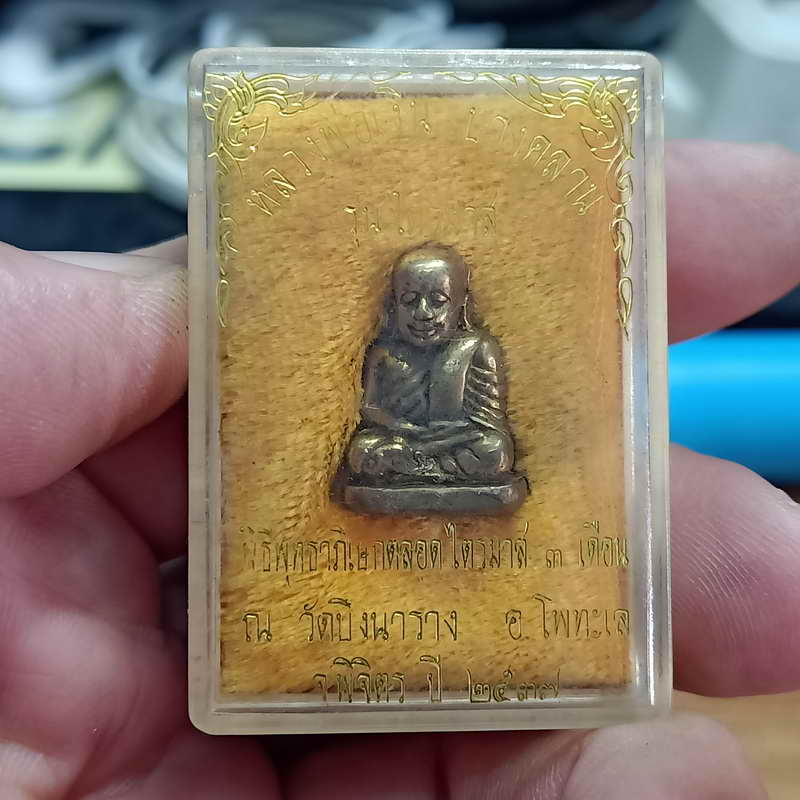 หลวงพ่อเงิน บางคลาน
รุ่นไตรมาส
พิธีพุทธาภิเษกตลอดไตรมาส ๓ เดือน
ณ วัดบึงนาราง อ.โพทะเล
จ.พิจิตร ปี ๒๕๓๗